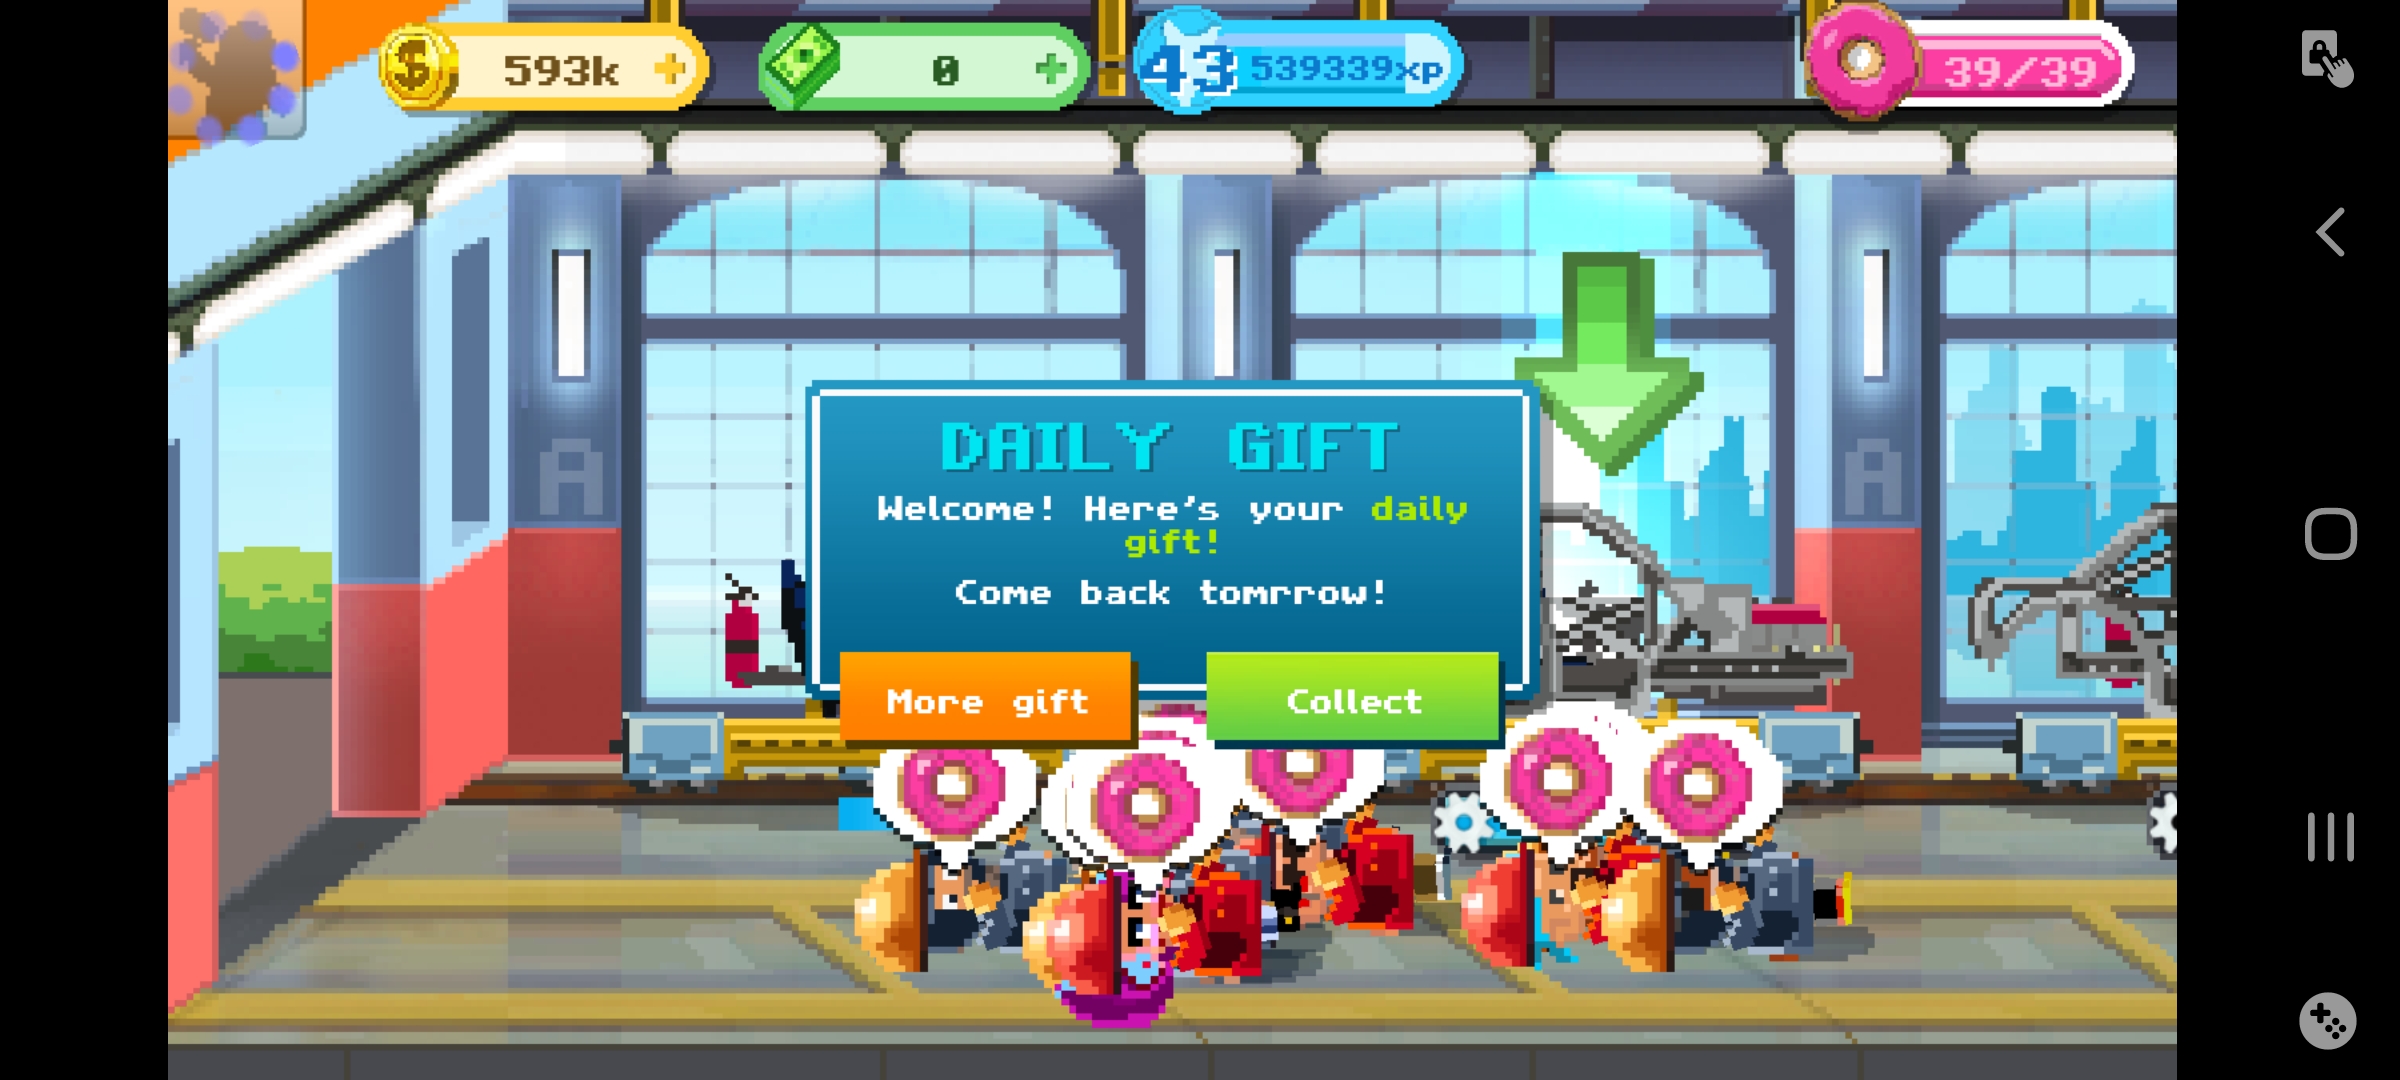 593k
0
43 539339xp
39/39
A
A
DAILY GIFT
Welcome! Here's your daily
gift!
Come back tomrrow!
More gift
Collect